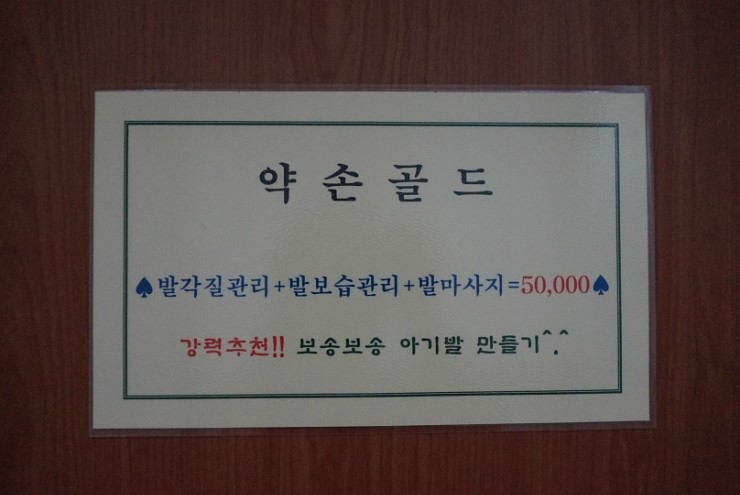 약 손 골 드
♠발각질관리+발보습관리+발마사지=50,000♠
강력추천!! 보송보송 아기발 만들기^.^